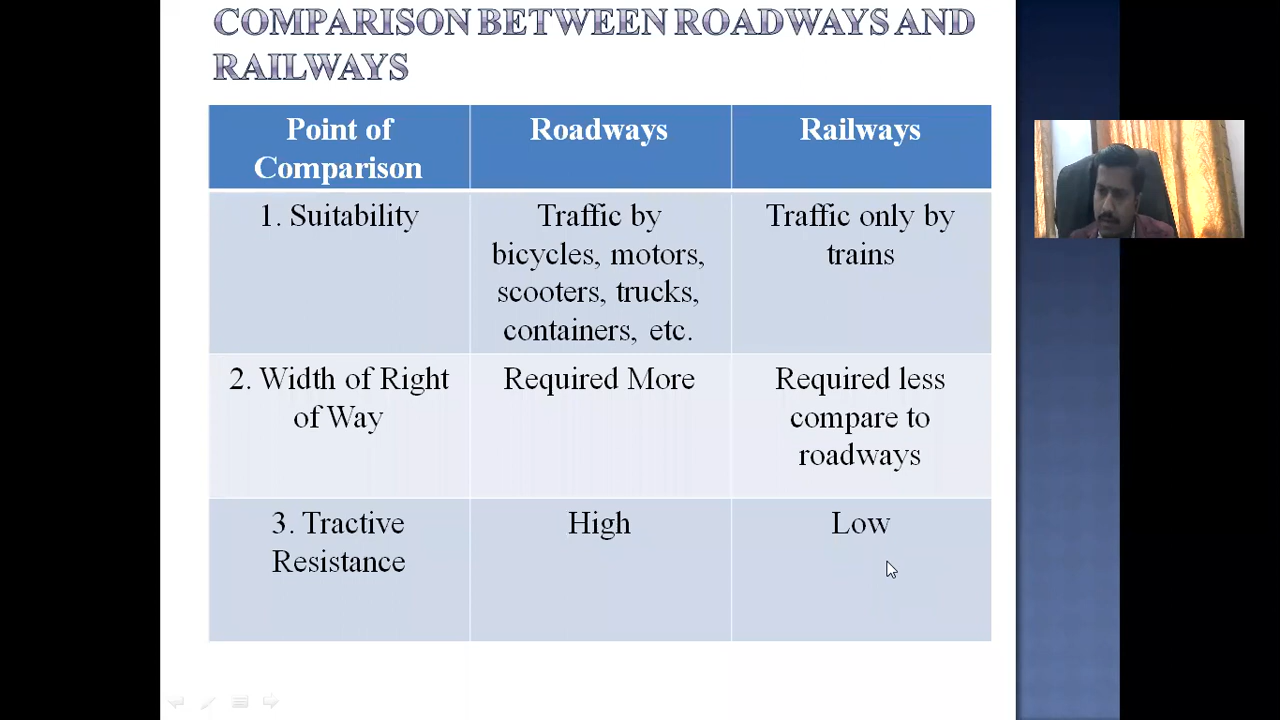 COMPARISON BETWEEN ROADWAYS AND
RAILWAYS
Point of
Comparison
Roadways
Railways
1. Suitability
Traffic by
bicycles, motors,
scooters, trucks,
containers, etc.
Traffic only by
trains
2. Width of Right
of Way
Required More
Required less
compare to
roadways
3. Tractive
Resistance
High
Low